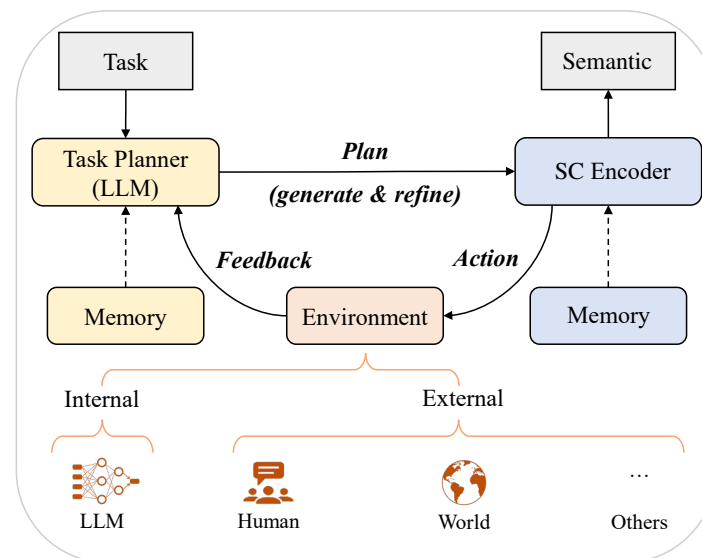 Task
Semantic
Task Planner
(LLM)
Plan
(generate & refine)
SC Encoder
Feedback
Action
Memory
Environment
Memory
Internal
External
LLM
Human
World
...
Others